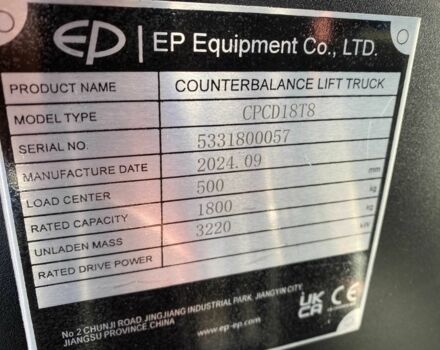 EP | EP Equipment Co., LTD.
PRODUCT NAME COUNTERBALANCE LIFT TRUCK
MODEL TYPE CPCD18T8
SERIAL NO. 5331800057
MANUFACTURE DATE 2024.09
LOAD CENTER 500 mm
RATED CAPACITY 1800 kg
UNLADEN MASS 3220 kg
RATED DRIVE POWER kW
No 2 CHUNJI ROAD JINGJIANG INDUSTRIAL PARK, JIANGYIN CITY,
JIANGSU PROVINCE CHINA www.ep-ep.com
UK CA CE